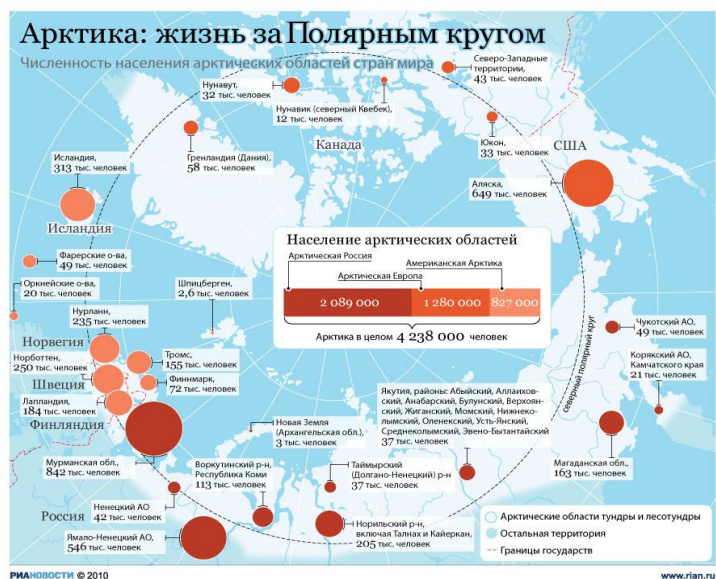 Арктика: жизнь за Полярным кругом
Численность населения арктических областей стран мира
Северо-Западные
территории,
43 тыс. человек
Нунавут,
32 тыс. человек
Нунавик (северный Квебек),
12 тыс. человек
Канада
Юкон,
33 тыс. человек
США
Исландия,
313 тыс. человек
Гренландия (Дания),
58 тыс. человек
Аляска,
649 тыс. человек
Исландия
Население арктических областей
Арктическая Россия
Американская Арктика
Арктическая Европа
2 089 000
1 280 000
827 000
Арктика в целом 4 238 000 человек
Фарерские о-ва,
49 тыс. человек
Оркнейские о-ва,
20 тыс. человек
Шпицберген,
2,6 тыс. человек
Нурланн,
235 тыс. человек
Норвегия
Норботтен,
250 тыс. человек
Тромс,
155 тыс. человек
Швеция
Финнмарк,
72 тыс. человек
Лапландия,
184 тыс. человек
Финляндия
северный полярный круг
Чукотский АО,
49 тыс. человек
Корякский АО,
Камчатского края
21 тыс. человек
Якутия, районы: Абыйский, Аллаихов-
ский, Анабарский, Булунский, Верхоян-
ский, Жиганский, Момский, Нижнеко-
лымский, Оленекский, Усть-Янский,
Среднеколымский, Эвено-Бытантайский
37 тыс. человек
Новая Земля
(Архангельская обл.),
3 тыс. человек
Мурманская обл.,
842 тыс. человек
Воркутинский р-н,
Республика Коми
113 тыс. человек
Таймырский
(Долгано-Ненецкий) р-н
37 тыс. человек
Магаданская обл.,
163 тыс. человек
Ненецкий АО
42 тыс. человек
Россия
Ямало-Ненецкий АО,
546 тыс. человек
Норильский р-н,
включая Талнах и Кайеркан,
205 тыс. человек
Арктические области тундры и лесотундры
Остальная территория
Границы государств
РИАНОВОСТИ © 2010
www.rian.ru